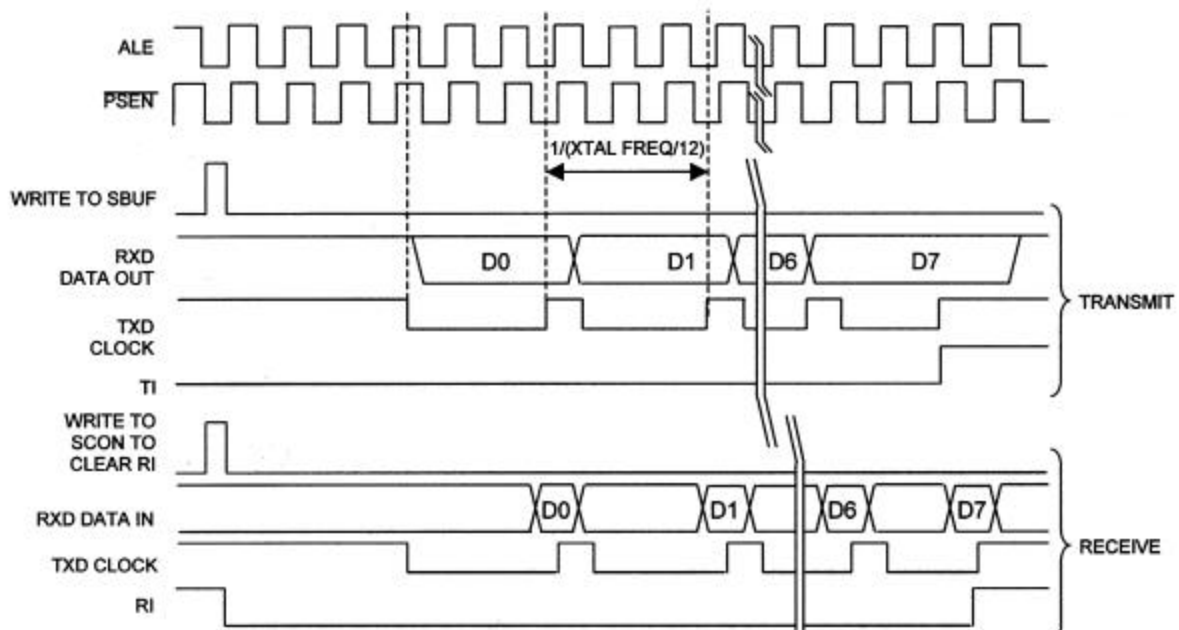 ALE
PSEN
1/(XTAL FREQ/12)
WRITE TO SBUF
RXD
DATA OUT
D0
D1
D6
D7
TXD
CLOCK
TI
TRANSMIT
WRITE TO
SCON TO
CLEAR RI
RXD DATA IN
D0
D1
D6
D7
TXD CLOCK
RI
RECEIVE